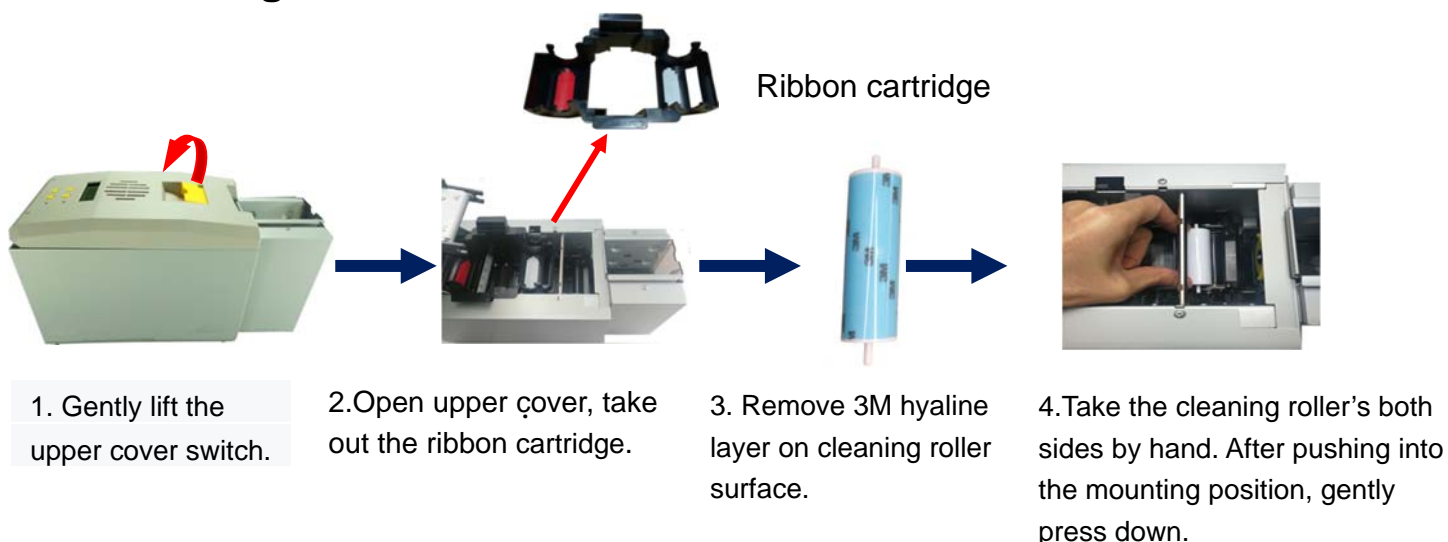 Ribbon cartridge
1. Gently lift the
upper cover switch.
2.Open upper cover, take
out the ribbon cartridge.
3. Remove 3M hyaline
layer on cleaning roller
surface.
4.Take the cleaning roller’s both
sides by hand. After pushing into
the mounting position, gently
press down.